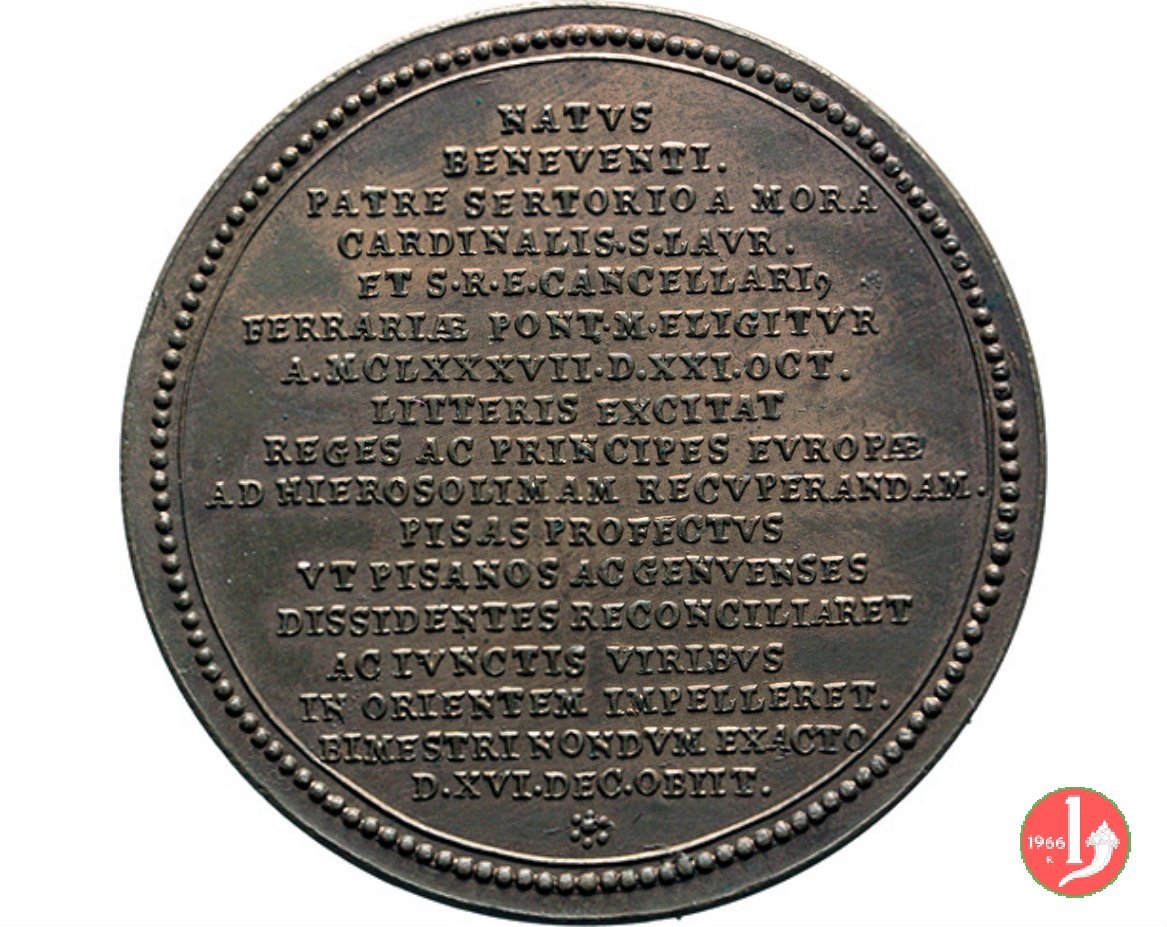 NATVS
BENEVENTI.
PATRE SERTORIO A MORA
CARDINALIS·S·LAVR.
ET S·R·E·CANCELLARIꝰ
FERRARIÆ PONT·M·ELIGITVR
A·MCLXXXVII·D·XXI·OCT.
LITTERIS EXCITAT
REGES AC PRINCIPES EVROPÆ
AD HIEROSOLIMAM RECVPERANDAM.
PISAS PROFECTVS
VT PISANOS AC GENVENSES
DISSIDENTES RECONCILIARET
AC IVNCTIS VIRIBVS
IN ORIENTEM IMPELLERET.
BIMESTRI NONDVM EXACTO
D·XVI·DEC·OBIIT.
1966